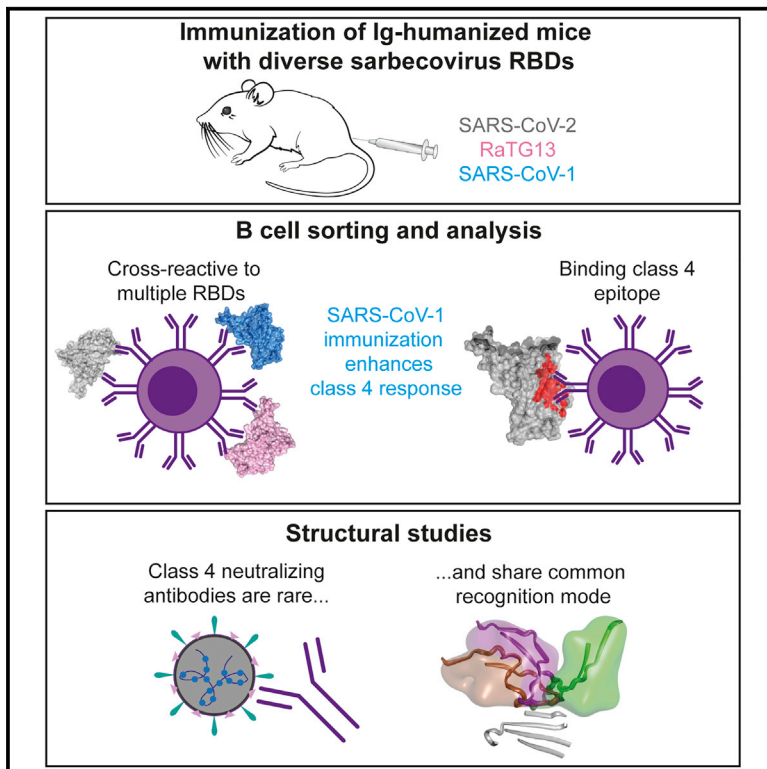 Immunization of Ig-humanized mice
with diverse sarbecovirus RBDs
SARS-CoV-2
RaTG13
SARS-CoV-1
B cell sorting and analysis
Cross-reactive to
multiple RBDs
SARS-CoV-1
immunization
enhances
class 4 response
Binding class 4
epitope
Structural studies
Class 4 neutralizing
antibodies are rare...
...and share common
recognition mode